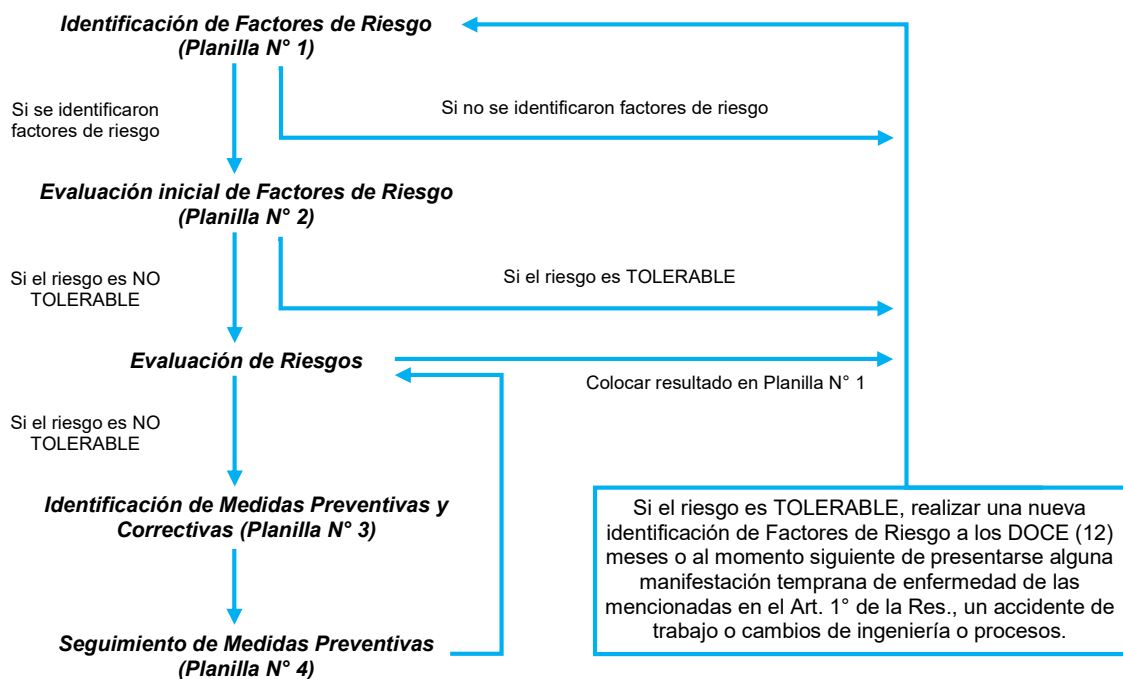 Identificación de Factores de Riesgo
(Planilla N° 1)
Si se identificaron
factores de riesgo
Si no se identificaron factores de riesgo
Evaluación inicial de Factores de Riesgo
(Planilla N° 2)
Si el riesgo es NO
TOLERABLE
Si el riesgo es TOLERABLE
Evaluación de Riesgos
Colocar resultado en Planilla N° 1
Si el riesgo es NO
TOLERABLE
Identificación de Medidas Preventivas y
Correctivas (Planilla N° 3)
Si el riesgo es TOLERABLE, realizar una nueva
identificación de Factores de Riesgo a los DOCE (12)
meses o al momento siguiente de presentarse alguna
manifestación temprana de enfermedad de las
mencionadas en el Art. 1° de la Res., un accidente de
trabajo o cambios de ingeniería o procesos.
Seguimiento de Medidas Preventivas
(Planilla N° 4)